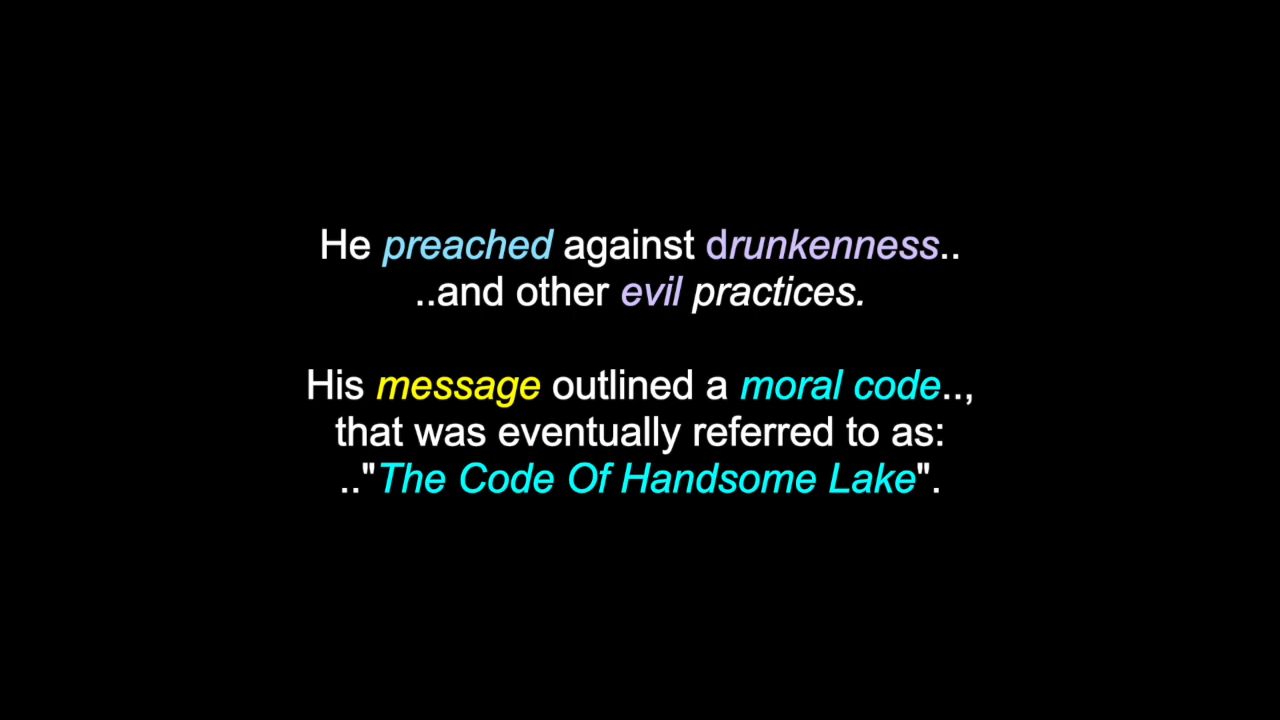 He preached against drunkenness..
..and other evil practices.
His message outlined a moral code..,
that was eventually referred to as:
.."The Code Of Handsome Lake".